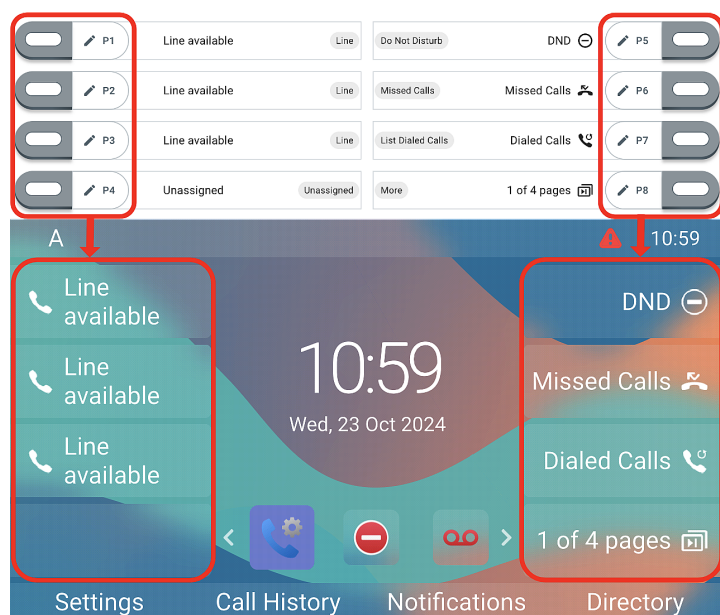 P1 Line available Line Do Not Disturb DND P5
P2 Line available Line Missed Calls Missed Calls P6
P3 Line available Line List Dialed Calls Dialed Calls P7
P4 Unassigned Unassigned More 1 of 4 pages P8
A 10:59
Line
available
DND
Line
available
10:59
Missed Calls
Wed, 23 Oct 2024
Line
available
Dialed Calls
1 of 4 pages
Settings Call History Notifications Directory